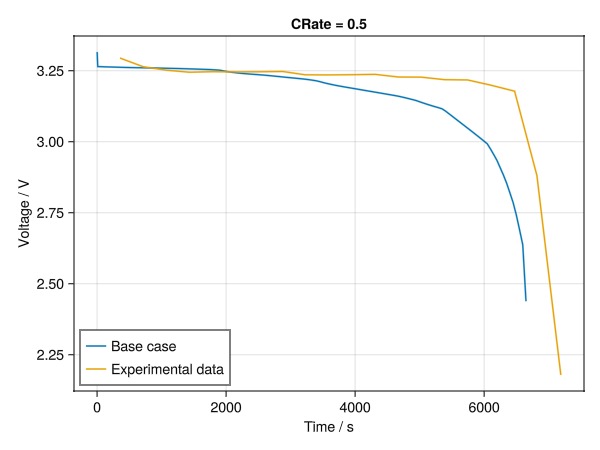 CRate = 0.5
Voltage / V
3.25
3.00
2.75
2.50
2.25
Base case
Experimental data
0 2000 4000 6000
Time / s